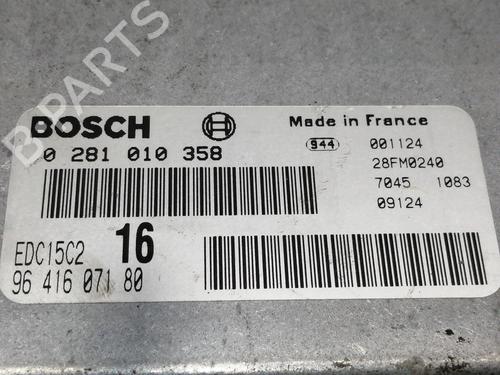 B-PARTS
BOSCH
Made in France
0 281 010 358
944
001124
28FM0240
7045 1083
09124
EDC15C2
16
96 416 071 80